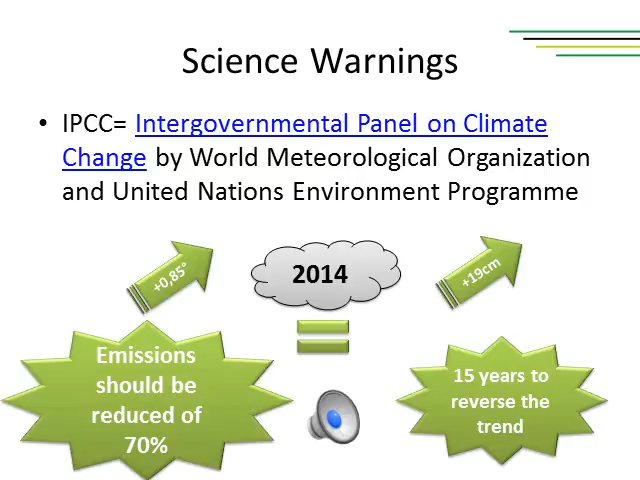 Science Warnings
• IPCC= Intergovernmental Panel on Climate
Change by World Meteorological Organization
and United Nations Environment Programme
+0,85°
2014
+19cm
Emissions
should be
reduced of
70%
15 years to
reverse the
trend